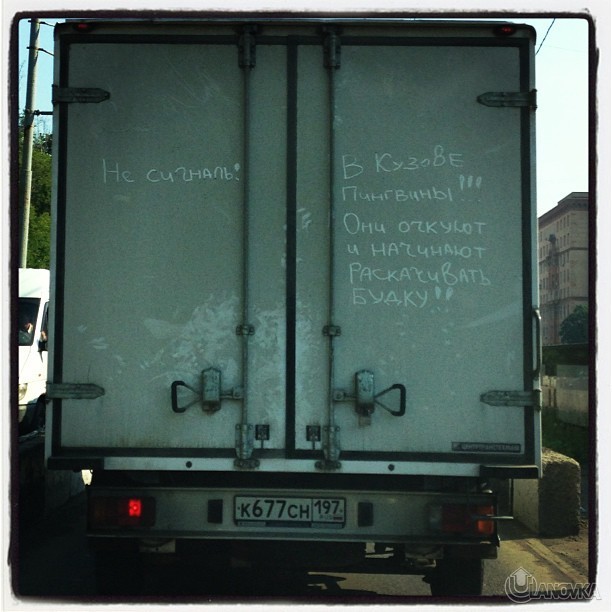 Не сигналь!
В КУЗОВЕ
Пингвины!!!
Они очкуют
и начинают
раскачивать
будку!!
К677СН 197
ULANOVKA